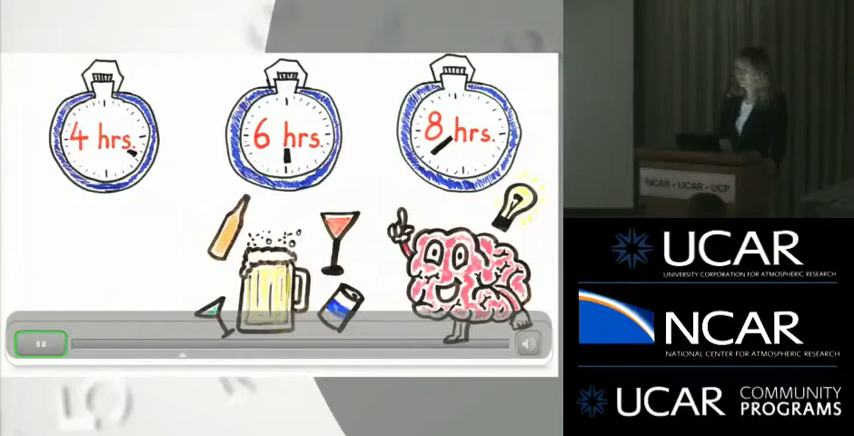 4 hrs.
6 hrs.
8 hrs.
NCAR • UCAR • UCP
UCAR
UNIVERSITY CORPORATION FOR ATMOSPHERIC RESEARCH
NCAR
NATIONAL CENTER FOR ATMOSPHERIC RESEARCH
UCAR COMMUNITY PROGRAMS